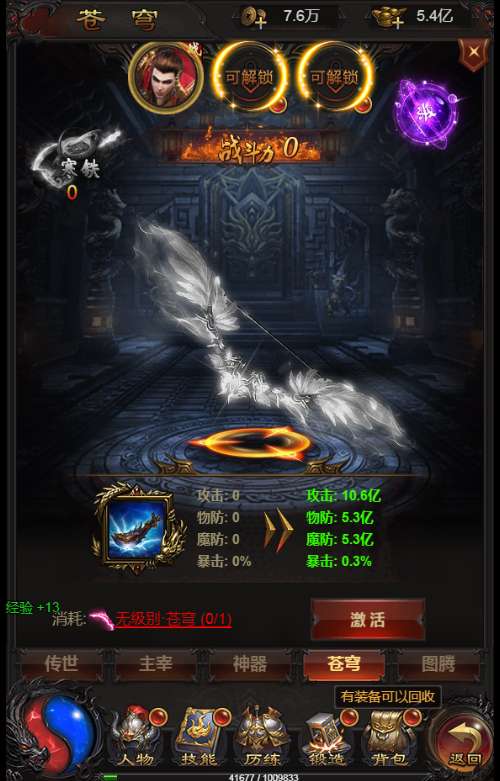 苍穹
7.6万
5.4亿
战
可解锁
可解锁
战斗力 0
寒铁
0
攻击: 0
攻击: 10.6亿
物防: 0
物防: 5.3亿
魔防: 0
魔防: 5.3亿
暴击: 0%
暴击: 0.3%
经验 +13
消耗:
无级别·苍穹 (0/1)
激活
传世
主宰
神器
苍穹
图腾
有装备可以回收
人物
技能
历练
锻造
背包
返回
41677 / 1009833